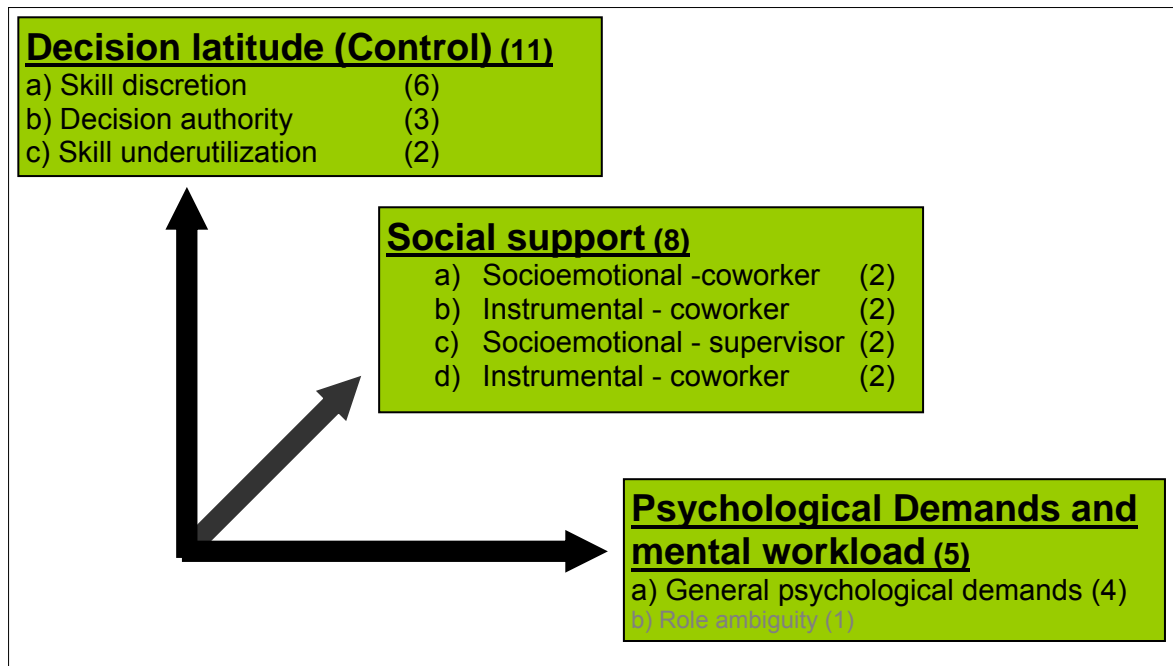 Decision latitude (Control) (11)
a) Skill discretion (6)
b) Decision authority (3)
c) Skill underutilization (2)
Social support (8)
a) Socioemotional -coworker (2)
b) Instrumental - coworker (2)
c) Socioemotional - supervisor (2)
d) Instrumental - coworker (2)
Psychological Demands and
mental workload (5)
a) General psychological demands (4)
b) Role ambiguity (1)